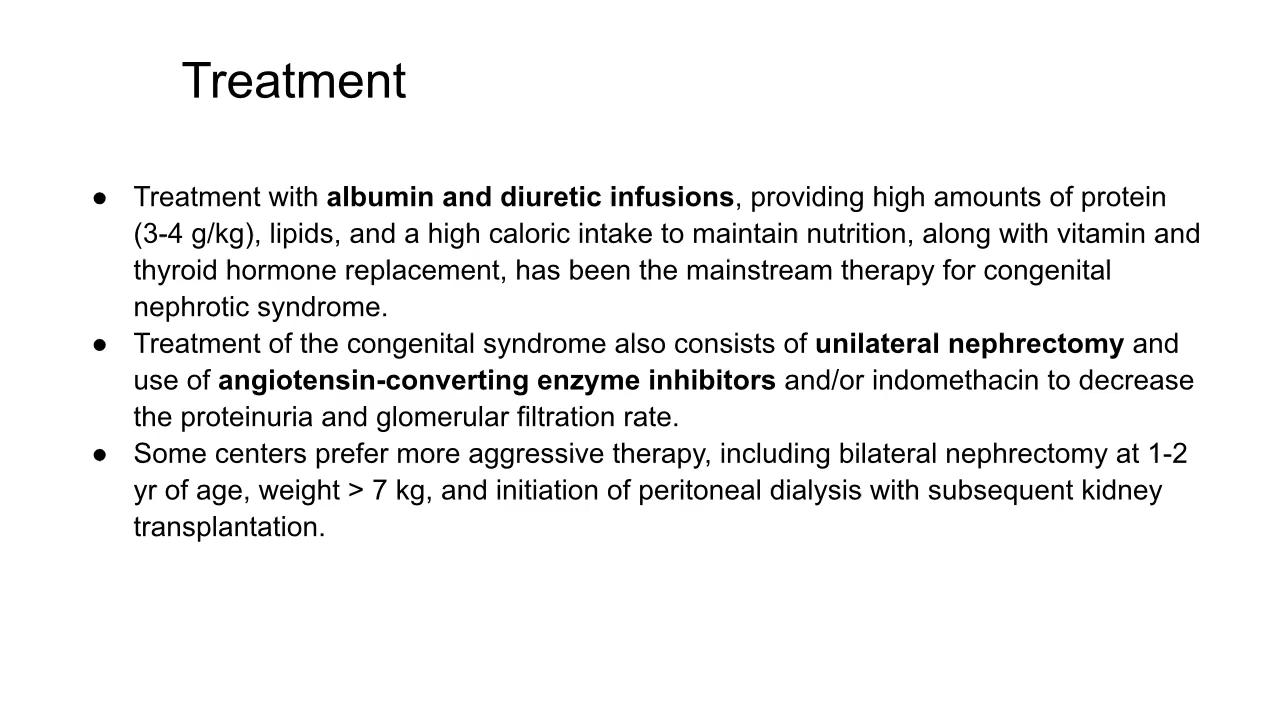 Treatment
● Treatment with albumin and diuretic infusions, providing high amounts of protein
(3-4 g/kg), lipids, and a high caloric intake to maintain nutrition, along with vitamin and
thyroid hormone replacement, has been the mainstream therapy for congenital
nephrotic syndrome.
● Treatment of the congenital syndrome also consists of unilateral nephrectomy and
use of angiotensin-converting enzyme inhibitors and/or indomethacin to decrease
the proteinuria and glomerular filtration rate.
● Some centers prefer more aggressive therapy, including bilateral nephrectomy at 1-2
yr of age, weight > 7 kg, and initiation of peritoneal dialysis with subsequent kidney
transplantation.